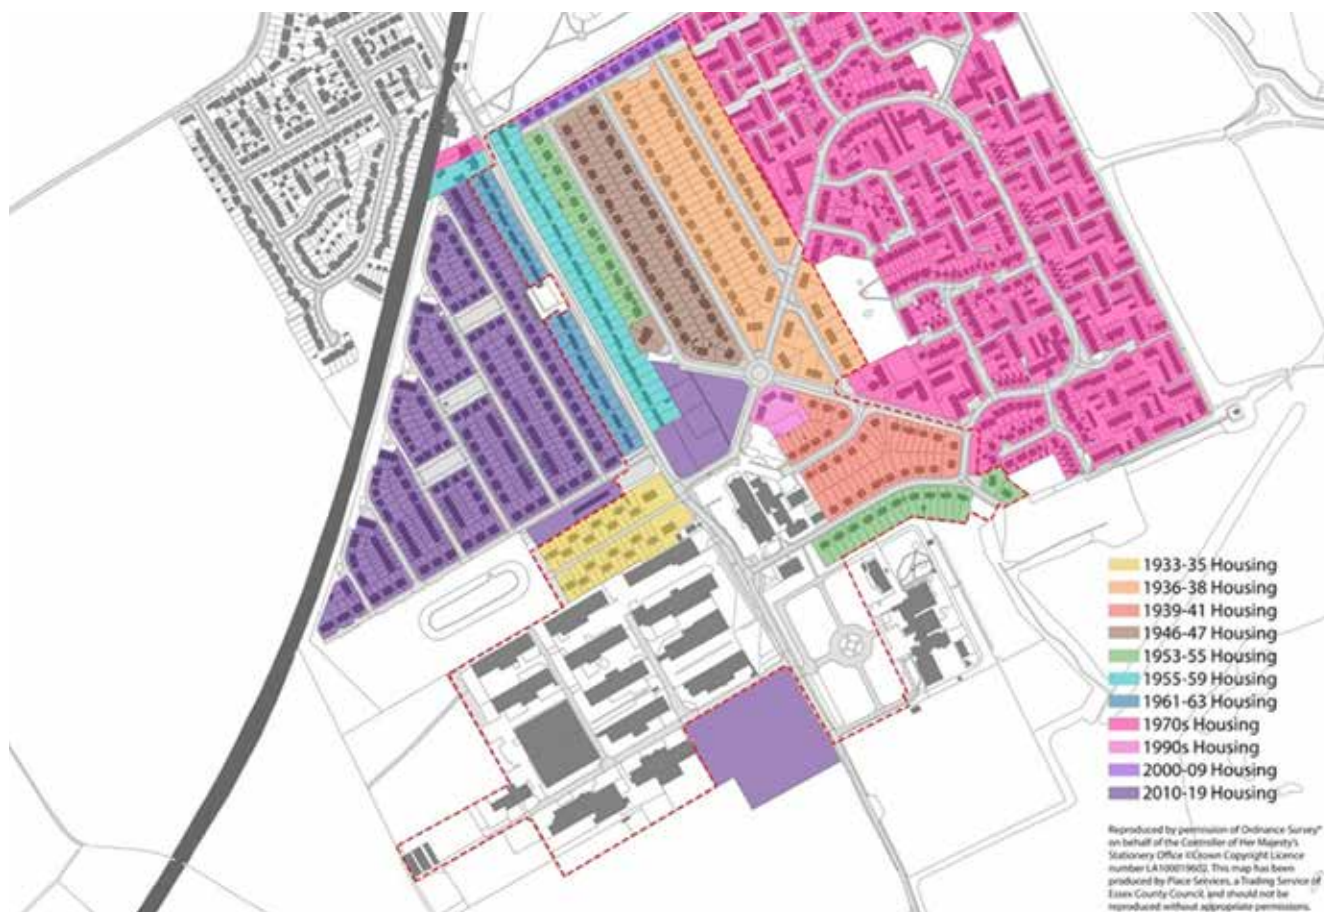 1933-35 Housing
1936-38 Housing
1939-41 Housing
1946-47 Housing
1953-55 Housing
1955-59 Housing
1961-63 Housing
1970s Housing
1990s Housing
2000-09 Housing
2010-19 Housing
Reproduced by permission of Ordnance Survey®
on behalf of the Controller of Her Majesty's
Stationery Office ©Crown Copyright Licence
number LA100019602. This map has been
produced by Place Services, a Trading Service of
Essex County Council, and should not be
reproduced without appropriate permissions.